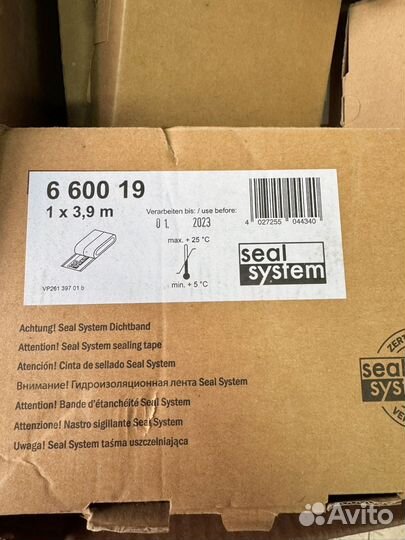 6 600 19
1 x 3,9 m
Verarbeiten bis: / use before:
01. 2023
max. + 25 °C
min. + 5 °C
4 027255 044340
seal
system
VP261 397 01 b
Achtung! Seal System Dichtband
Attention! Seal System sealing tape
Atención! Cinta de sellado Seal System
Внимание! Гидроизоляционная лента Seal System
Attention! Bande d'étanchéité Seal System
Attenzione! Nastro sigillante Seal System
Uwaga! Seal System taśma uszczelniająca
seal
syste
Avito